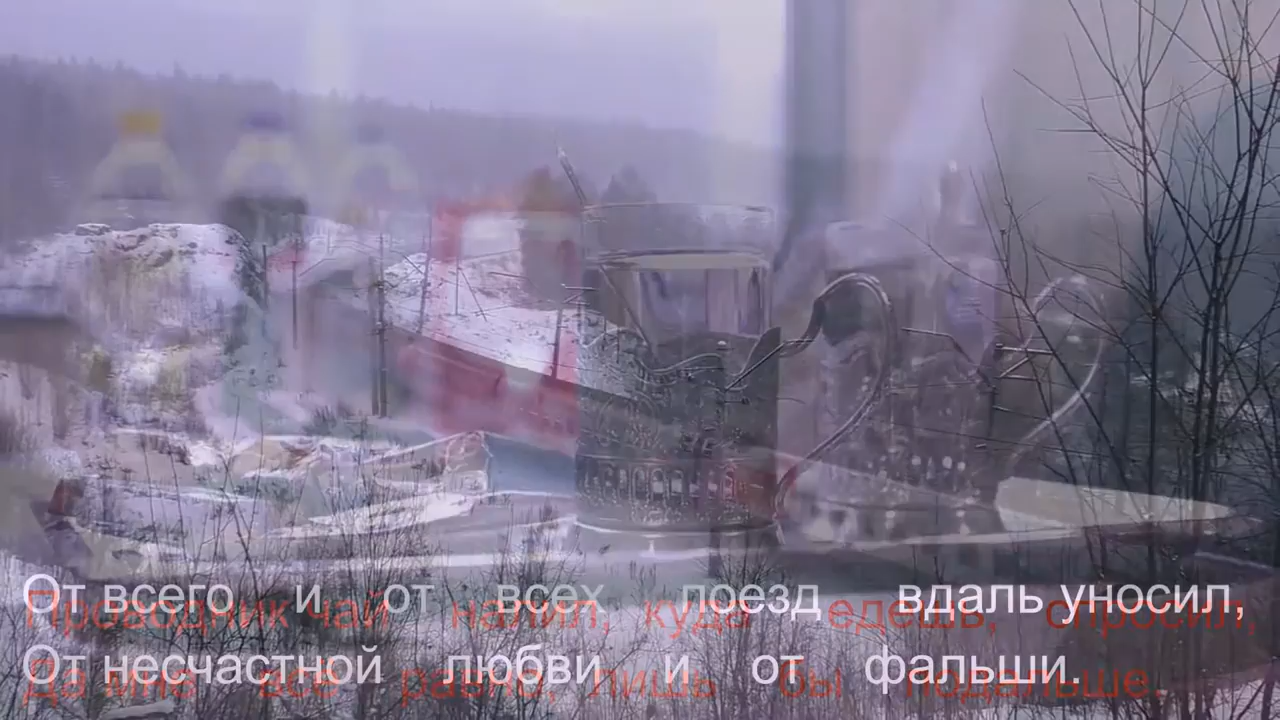 От всего и от всех поезд вдаль уносил,
Проводник чай налил, куда едешь, спросил,
От несчастной любви и от фальши.
Да мне всё равно, лишь бы подальше.